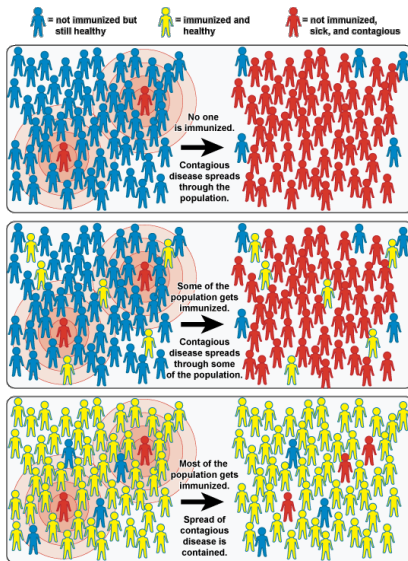 = not immunized but
still healthy
= immunized and
healthy
= not immunized,
sick, and contagious
No one
is immunized.
Contagious
disease spreads
through the
population.
Some of the
population gets
immunized.
Contagious
disease spreads
through some
of the population.
Most of the
population gets
immunized.
Spread of
contagious
disease is
contained.